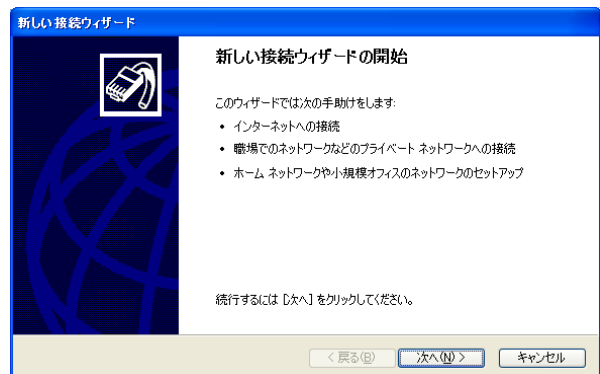 新しい接続ウィザード
新しい接続ウィザードの開始
このウィザードでは次の手助けをします:
• インターネットへの接続
• 職場でのネットワークなどのプライベート ネットワークへの接続
• ホーム ネットワークや小規模オフィスのネットワークのセットアップ
続行するには [次へ] をクリックしてください。
< 戻る(B) 次へ(N) > キャンセル